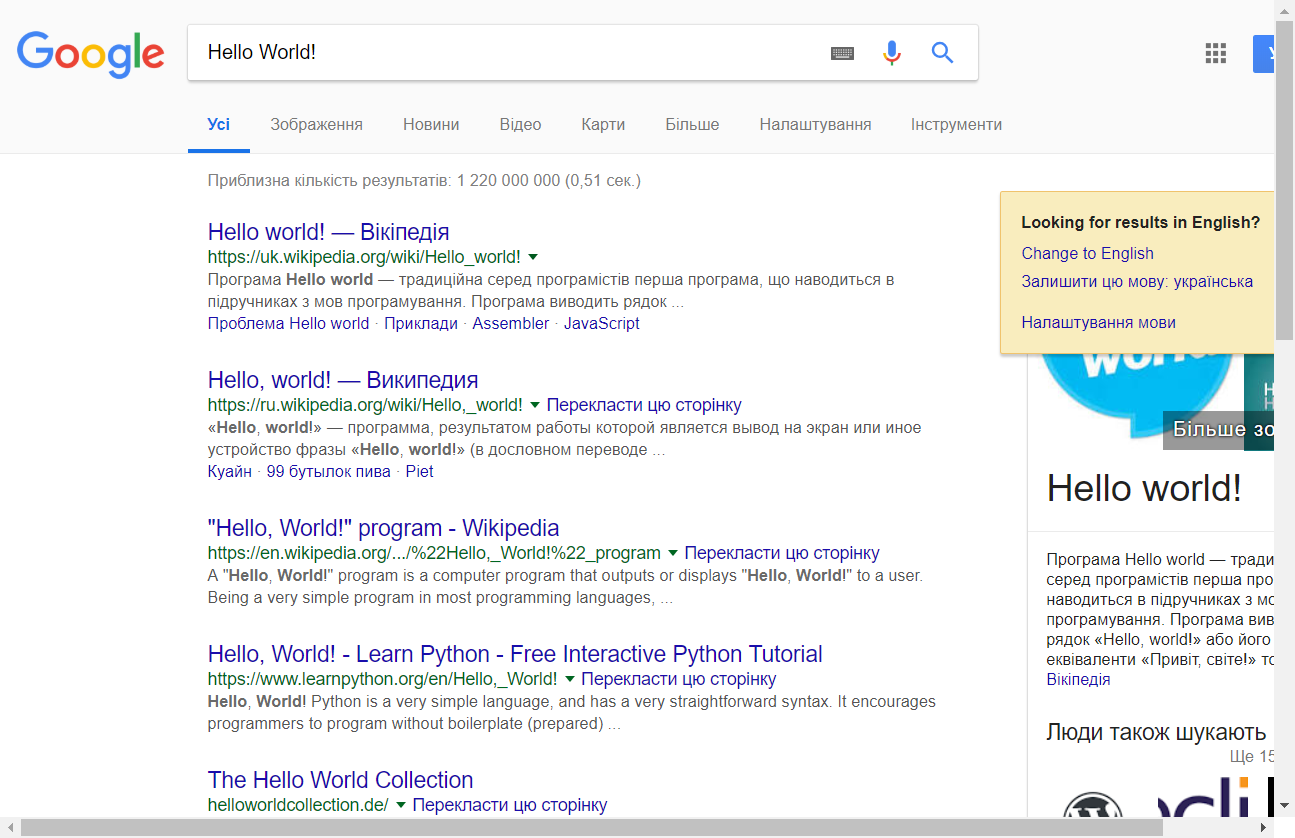 Google
Hello World!
Усі Зображення Новини Відео Карти Більше Налаштування Інструменти
Приблизна кількість результатів: 1 220 000 000 (0,51 сек.)
Hello world! — Вікіпедія
https://uk.wikipedia.org/wiki/Hello_world!
Програма Hello world — традиційна серед програмістів перша програма, що наводиться в
підручниках з мов програмування. Програма виводить рядок ...
Проблема Hello world · Приклади · Assembler · JavaScript
Hello, world! — Википедия
https://ru.wikipedia.org/wiki/Hello,_world! Перекласти цю сторінку
«Hello, world!» — программа, результатом работы которой является вывод на экран или иное
устройство фразы «Hello, world!» (в дословном переводе ...
Куайн · 99 бутылок пива · Piet
"Hello, World!" program - Wikipedia
https://en.wikipedia.org/.../%22Hello,_World!%22_program Перекласти цю сторінку
A "Hello, World!" program is a computer program that outputs or displays "Hello, World!" to a user.
Being a very simple program in most programming languages, ...
Hello, World! - Learn Python - Free Interactive Python Tutorial
https://www.learnpython.org/en/Hello,_World! Перекласти цю сторінку
Hello, World! Python is a very simple language, and has a very straightforward syntax. It encourages
programmers to program without boilerplate (prepared) ...
The Hello World Collection
helloworldcollection.de/ Перекласти цю сторінку
Looking for results in English?
Change to English
Залишити цю мову: українська
Налаштування мови
Більше зо
Hello world!
Програма Hello world — тради
серед програмістів перша про
наводиться в підручниках з мо
програмування. Програма вив
рядок «Hello, world!» або його
еквіваленти «Привіт, світе!» то
Вікіпедія
Люди також шукають
Ще 15